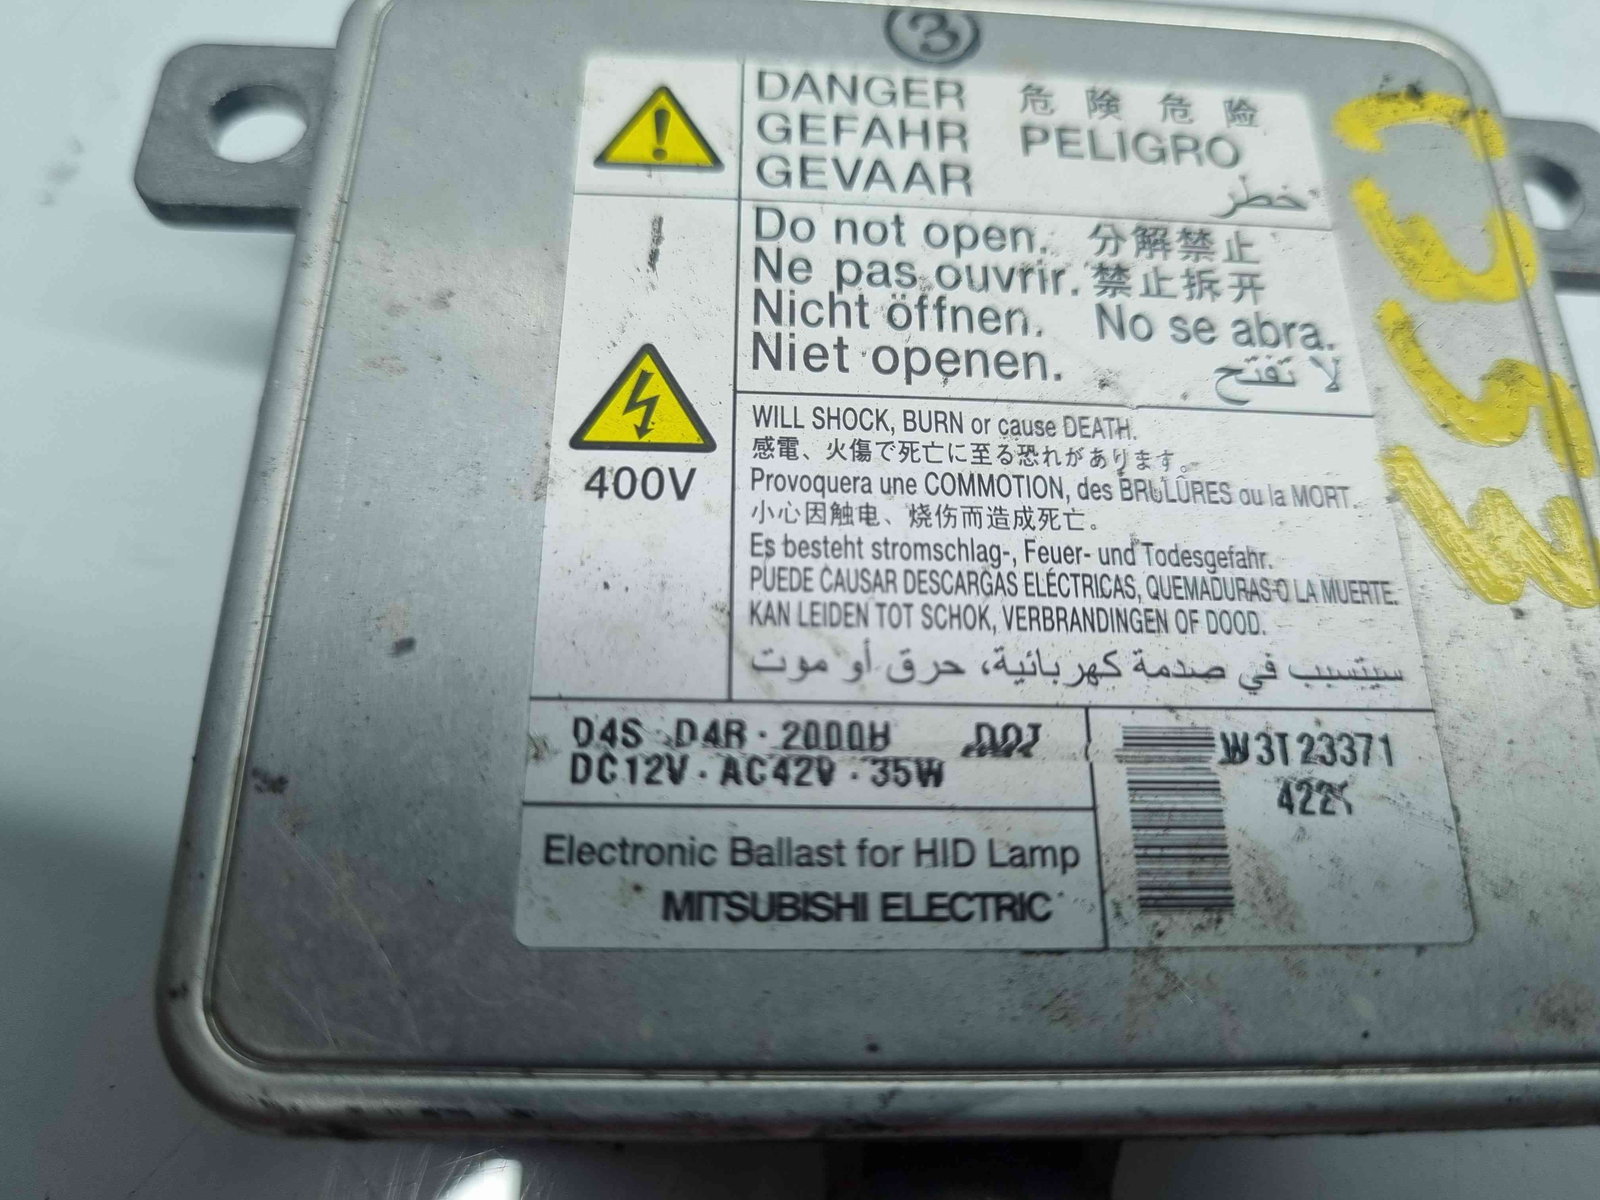 3
DANGER 危険 危险
GEFAHR PELIGRO
GEVAAR خطر
Do not open. 分解禁止
Ne pas ouvrir. 禁止拆开
Nicht öffnen. No se abra.
Niet openen. لا تفتح
400V
WILL SHOCK, BURN or cause DEATH.
感電、火傷で死亡に至る恐れがあります。
Provoquera une COMMOTION, des BRULÛRES ou la MORT.
小心因触电、烧伤而造成死亡。
Es besteht stromschlag-, Feuer- und Todesgefahr.
PUEDE CAUSAR DESCARGAS ELÉCTRICAS, QUEMADURAS O LA MUERTE.
KAN LEIDEN TOT SCHOK, VERBRANDINGEN OF DOOD.
سيتسبب في صدمة كهربائية، حرق أو موت
D4S D4R · 2000H DOT
DC12V · AC42V · 35W
W3T23371
Electronic Ballast for HID Lamp
MITSUBISHI ELECTRIC